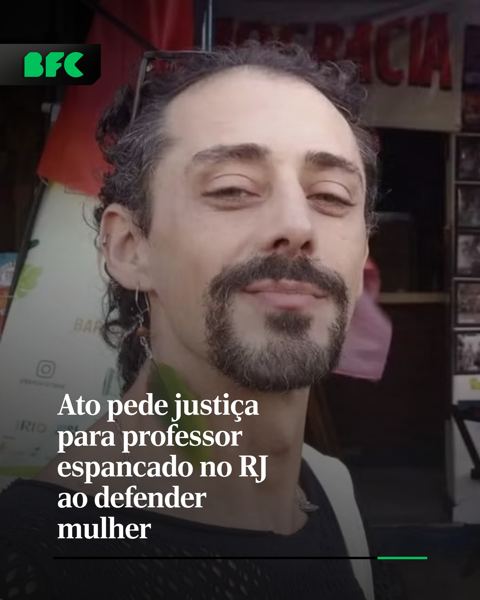 BFC
Ato pede justiça
para professor
espancado no RJ
ao defender
mulher